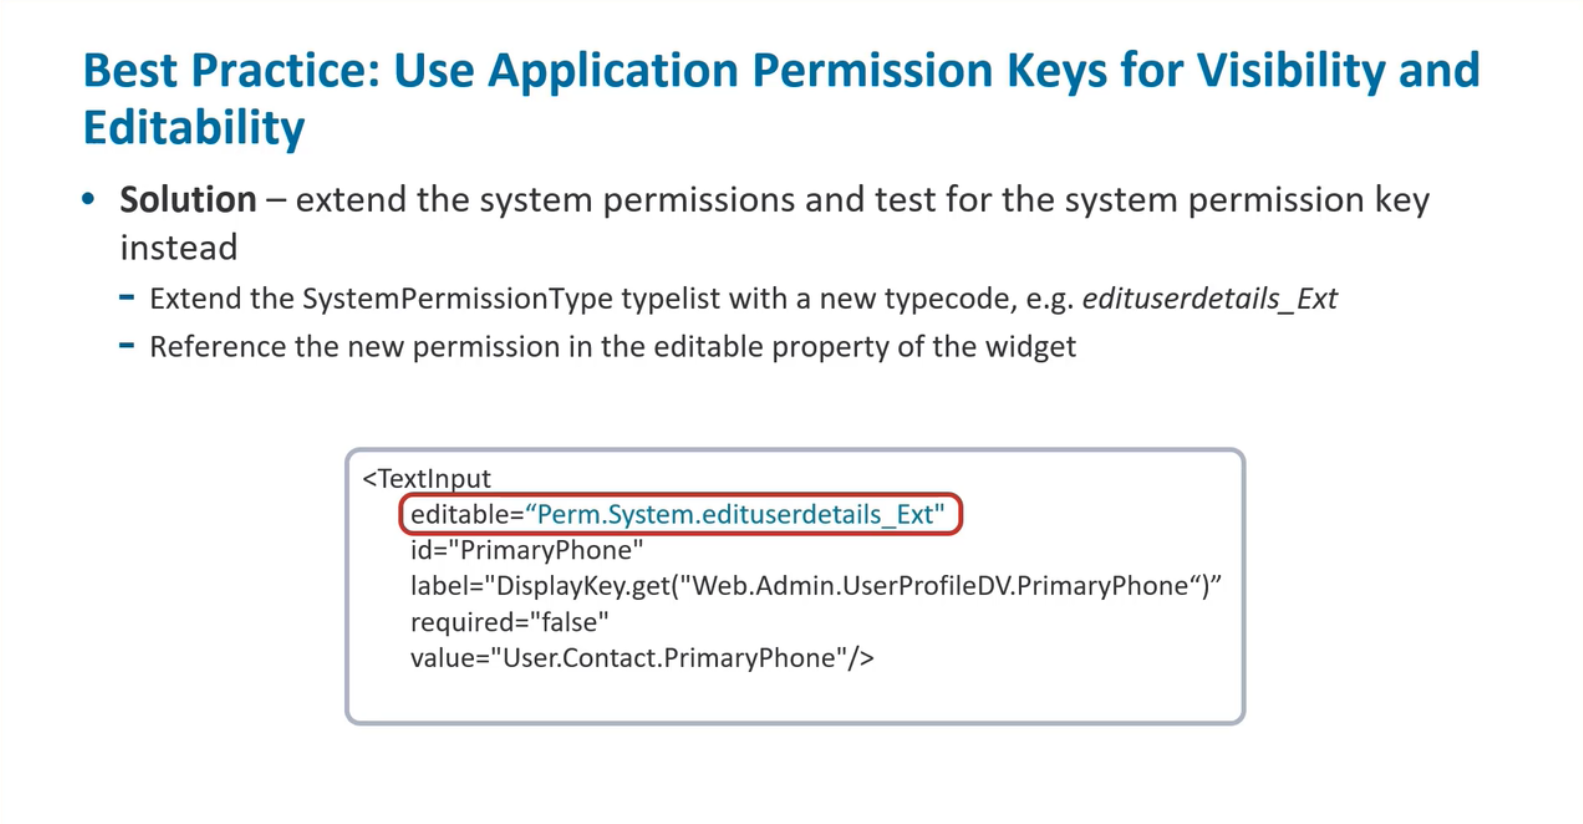 Best Practice: Use Application Permission Keys for Visibility and
Editability
• Solution – extend the system permissions and test for the system permission key
instead
– Extend the SystemPermissionType typelist with a new typecode, e.g. edituserdetails_Ext
– Reference the new permission in the editable property of the widget
<TextInput
editable=“Perm.System.edituserdetails_Ext"
id="PrimaryPhone"
label="DisplayKey.get("Web.Admin.UserProfileDV.PrimaryPhone“)”
required="false"
value="User.Contact.PrimaryPhone"/>